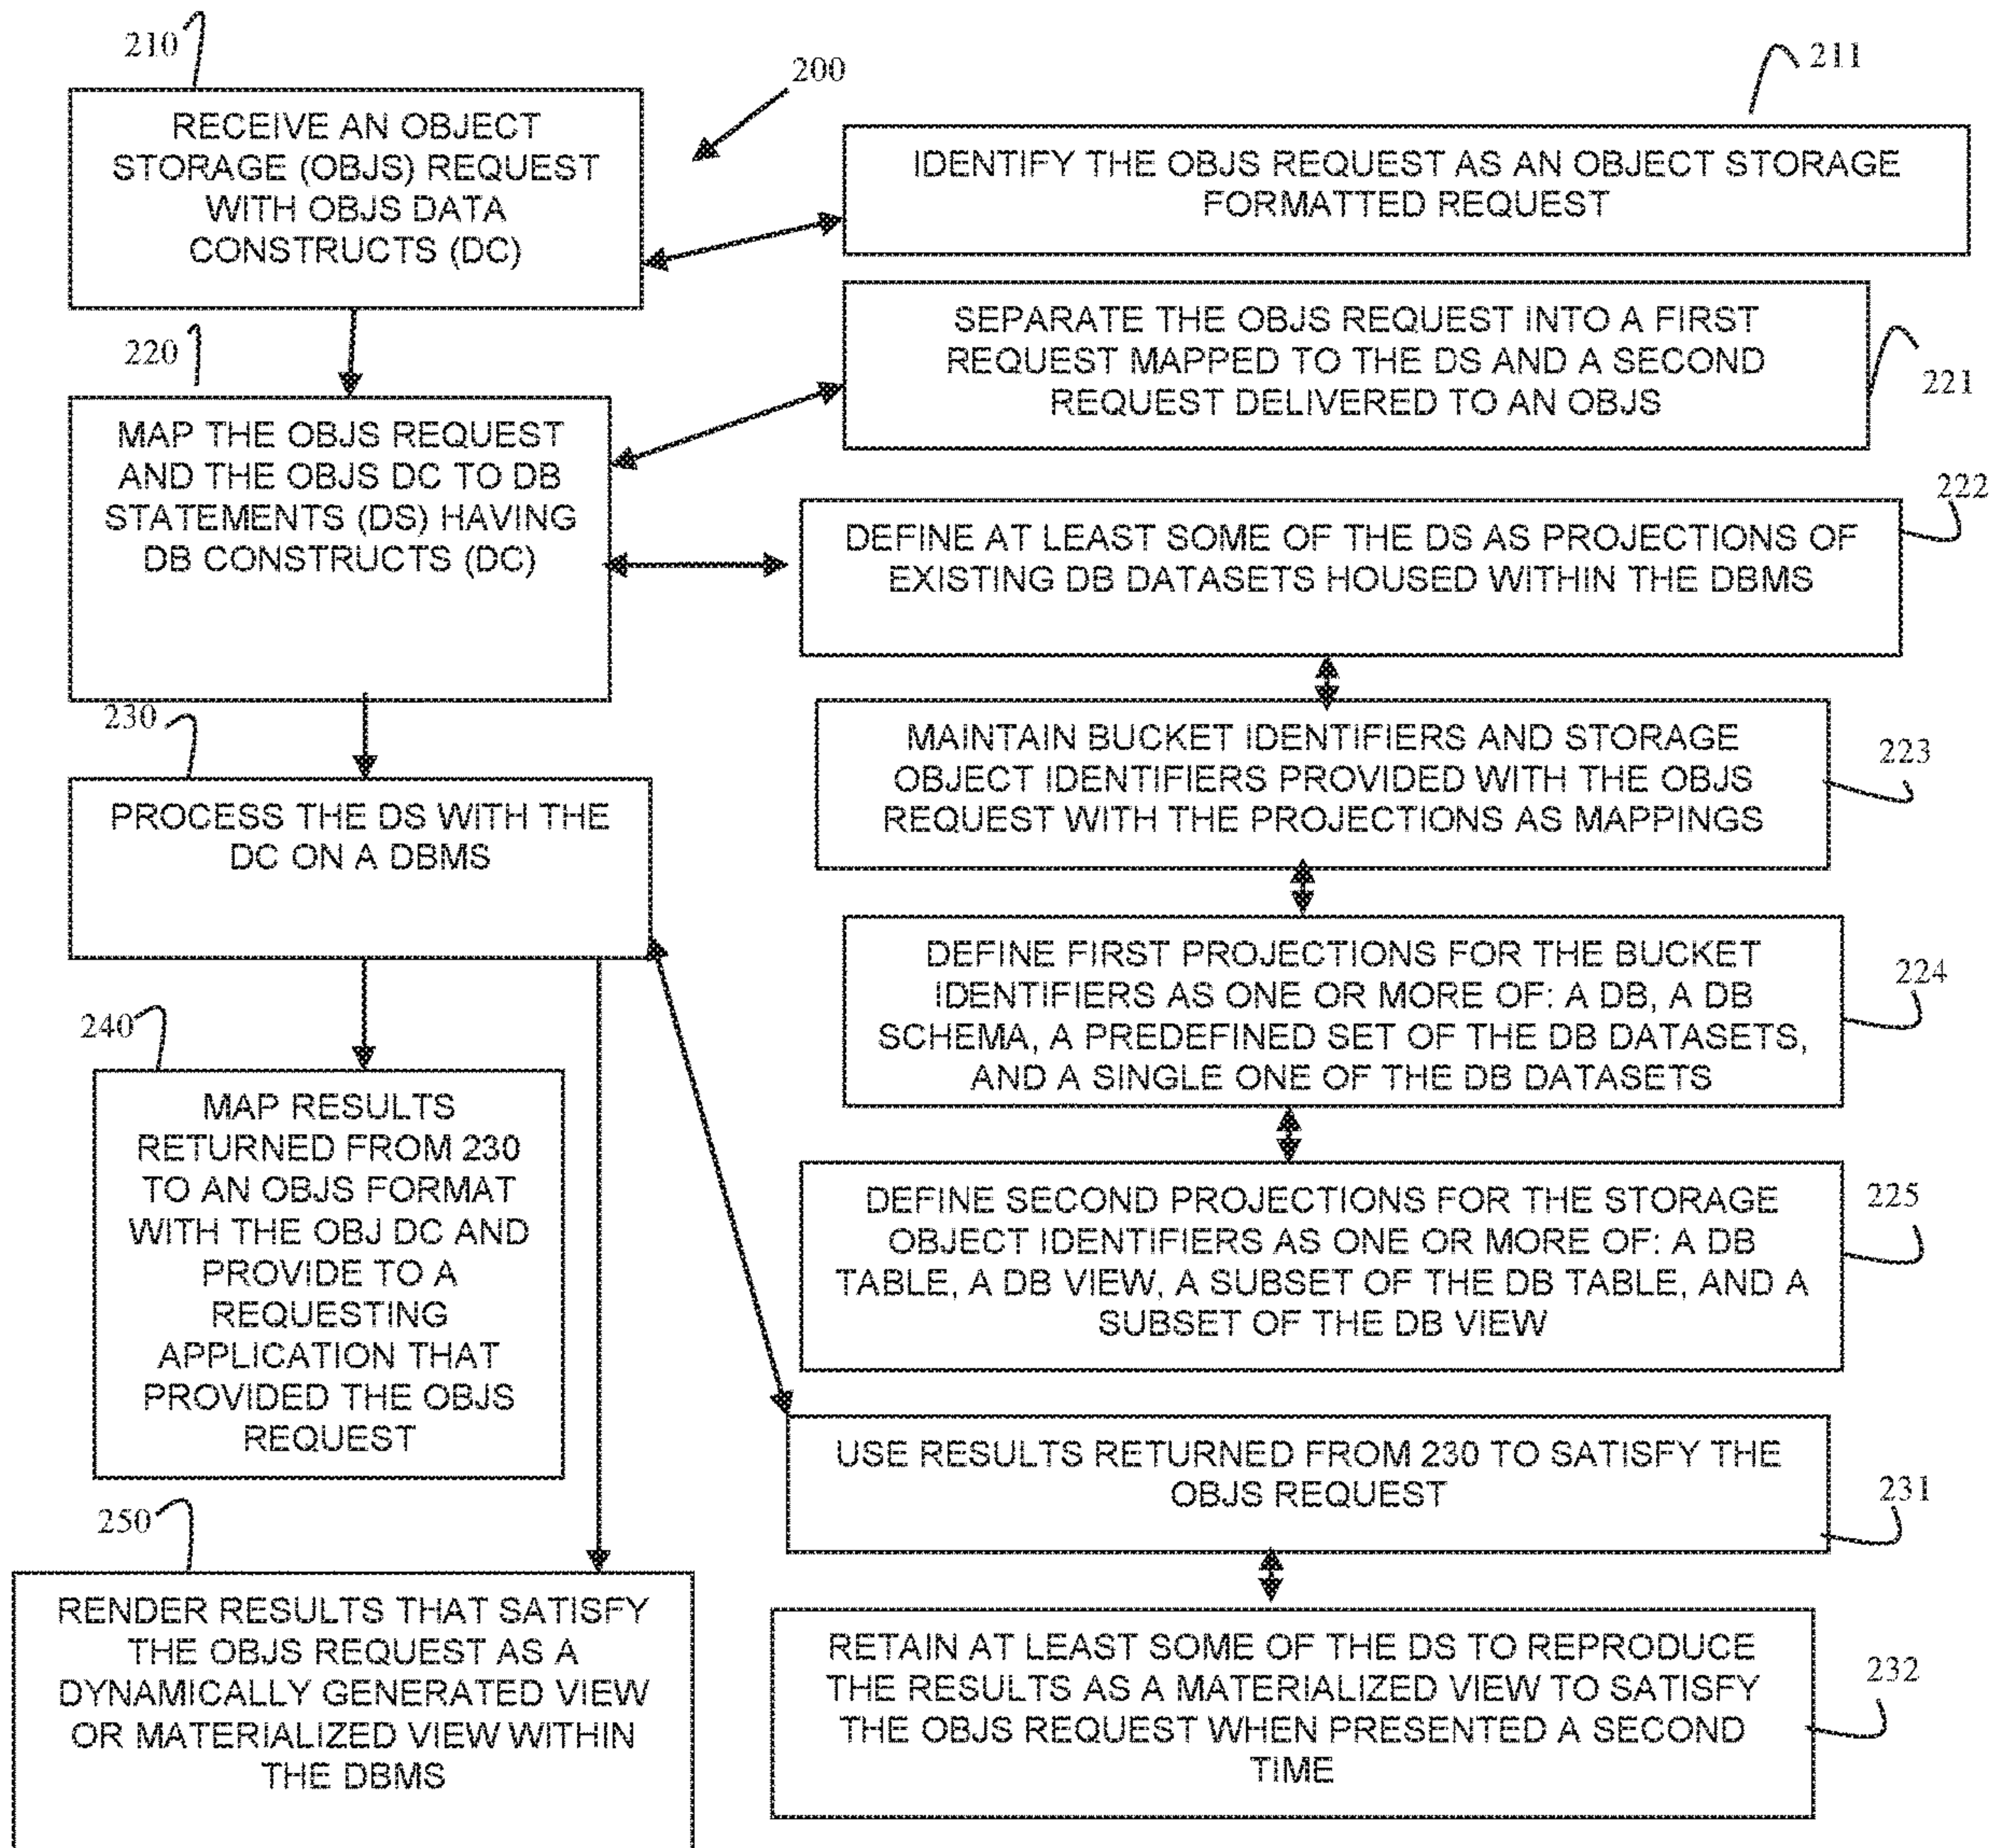 210
RECEIVE AN OBJECT
STORAGE (OBJS) REQUEST
WITH OBJS DATA
CONSTRUCTS (DC)
200
211
IDENTIFY THE OBJS REQUEST AS AN OBJECT STORAGE
FORMATTED REQUEST
220
MAP THE OBJS REQUEST
AND THE OBJS DC TO DB
STATEMENTS (DS) HAVING
DB CONSTRUCTS (DC)
SEPARATE THE OBJS REQUEST INTO A FIRST
REQUEST MAPPED TO THE DS AND A SECOND
REQUEST DELIVERED TO AN OBJS
221
222
DEFINE AT LEAST SOME OF THE DS AS PROJECTIONS OF
EXISTING DB DATASETS HOUSED WITHIN THE DBMS
230
PROCESS THE DS WITH THE
DC ON A DBMS
MAINTAIN BUCKET IDENTIFIERS AND STORAGE
OBJECT IDENTIFIERS PROVIDED WITH THE OBJS
REQUEST WITH THE PROJECTIONS AS MAPPINGS
223
DEFINE FIRST PROJECTIONS FOR THE BUCKET
IDENTIFIERS AS ONE OR MORE OF: A DB, A DB
SCHEMA, A PREDEFINED SET OF THE DB DATASETS,
AND A SINGLE ONE OF THE DB DATASETS
224
240
MAP RESULTS
RETURNED FROM 230
TO AN OBJS FORMAT
WITH THE OBJ DC AND
PROVIDE TO A
REQUESTING
APPLICATION THAT
PROVIDED THE OBJS
REQUEST
DEFINE SECOND PROJECTIONS FOR THE STORAGE
OBJECT IDENTIFIERS AS ONE OR MORE OF: A DB
TABLE, A DB VIEW, A SUBSET OF THE DB TABLE, AND A
SUBSET OF THE DB VIEW
225
USE RESULTS RETURNED FROM 230 TO SATISFY THE
OBJS REQUEST
231
250
RENDER RESULTS THAT SATISFY
THE OBJS REQUEST AS A
DYNAMICALLY GENERATED VIEW
OR MATERIALIZED VIEW WITHIN
THE DBMS
RETAIN AT LEAST SOME OF THE DS TO REPRODUCE
THE RESULTS AS A MATERIALIZED VIEW TO SATISFY
THE OBJS REQUEST WHEN PRESENTED A SECOND
TIME
232